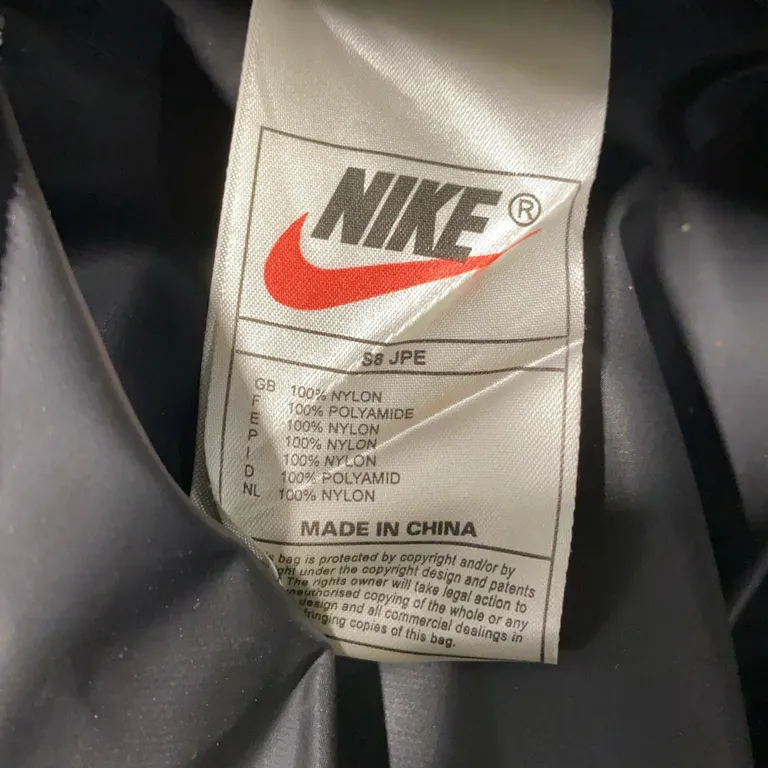 NIKE ®
S8 JPE
GB 100% NYLON
F 100% POLYAMIDE
E 100% NYLON
P 100% NYLON
I 100% NYLON
D 100% POLYAMID
NL 100% NYLON
MADE IN CHINA
bag is protected by copyright and/or by
under the copyright design and patents
The rights owner will take legal action to
unauthorised copying of the whole or any
design and all commercial dealings in
copies of this bag.